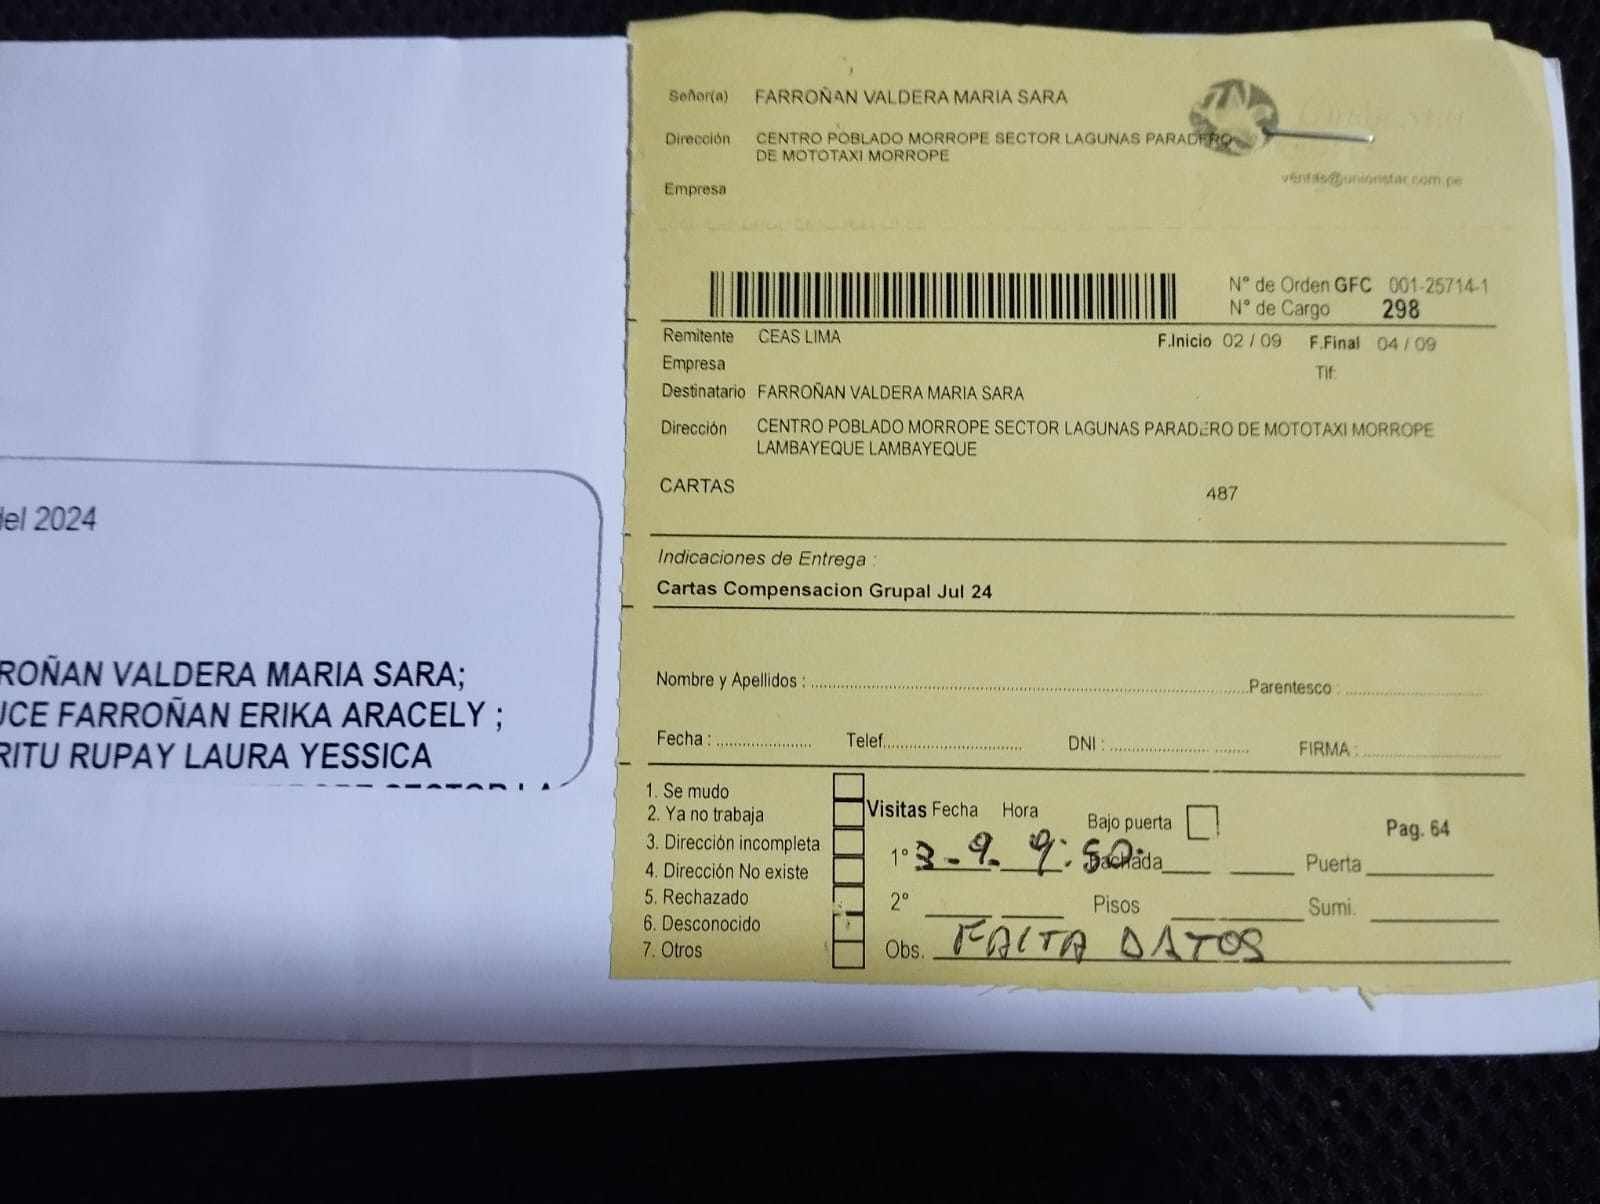 Señor(a) FARROÑAN VALDERA MARIA SARA
Dirección CENTRO POBLADO MORROPE SECTOR LAGUNAS PARADERO
DE MOTOTAXI MORROPE
ventas@unionstar.com.pe
Empresa
N° de Orden GFC 001-25714-1
N° de Cargo 298
Remitente CEAS LIMA F.Inicio 02 / 09 F.Final 04 / 09
Empresa Tlf:
Destinatario FARROÑAN VALDERA MARIA SARA
Dirección CENTRO POBLADO MORROPE SECTOR LAGUNAS PARADERO DE MOTOTAXI MORROPE
LAMBAYEQUE LAMBAYEQUE
CARTAS 487
Indicaciones de Entrega :
Cartas Compensacion Grupal Jul 24
Nombre y Apellidos : Parentesco :
Fecha : Telef. DNI : FIRMA :
1. Se mudo
2. Ya no trabaja
3. Dirección incompleta
4. Dirección No existe
5. Rechazado
6. Desconocido
7. Otros
Visitas Fecha Hora Bajo puerta Pag. 64
1° 3-9- 9:50 Fachada Puerta
2° Pisos Sumi.
Obs. FALTA DATOS
del 2024
ROÑAN VALDERA MARIA SARA;
UCE FARROÑAN ERIKA ARACELY ;
RITU RUPAY LAURA YESSICA